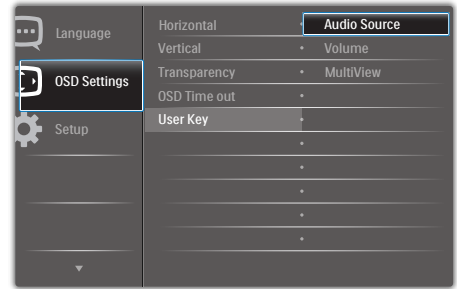 Language
OSD Settings
Setup
Horizontal
Vertical
Transparency
OSD Time out
User Key
Audio Source
Volume
MultiView